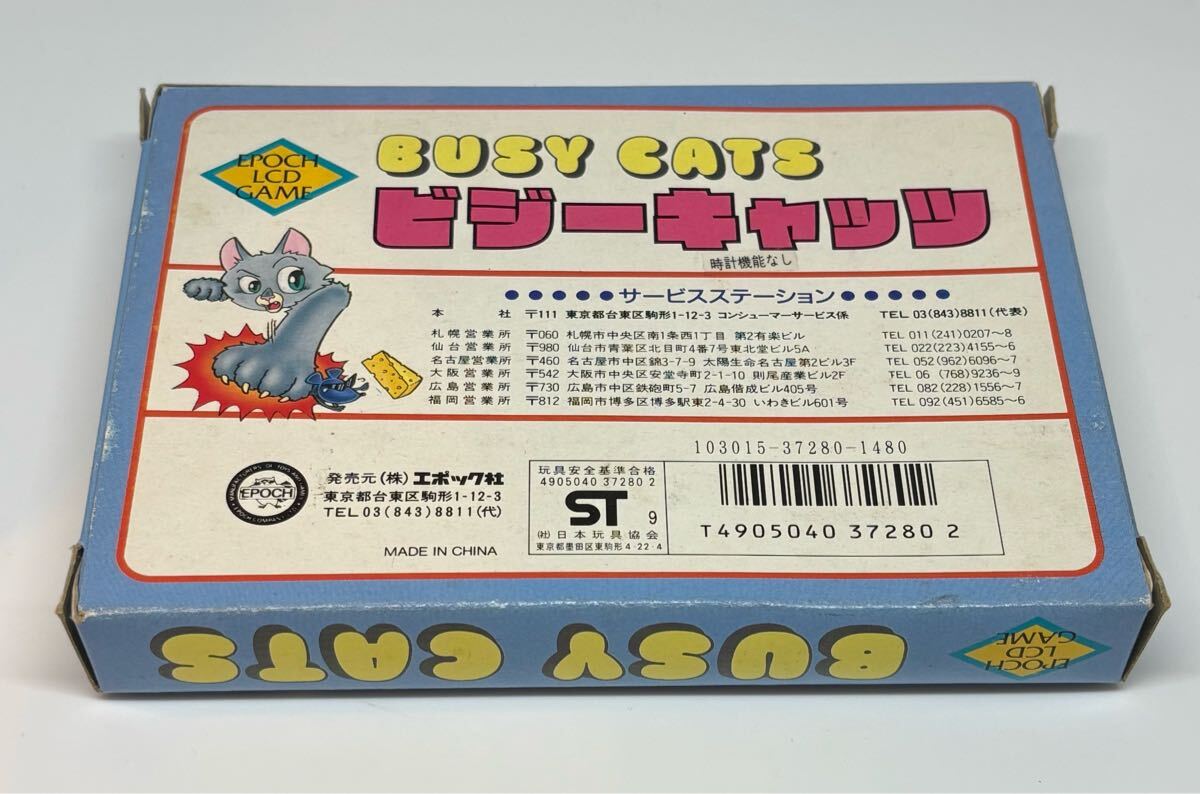 EPOCH
LCD
GAME
BUSY CATS
ビジーキャッツ
時計機能なし
●●●●●サービスステーション●●●●●
本社 〒111 東京都台東区駒形1-12-3 コンシューマーサービス係 TEL 03(843)8811(代表)
札幌営業所 〒060 札幌市中央区南1条西1丁目 第2有楽ビル TEL 011(241)0207〜8
仙台営業所 〒980 仙台市青葉区北目町4番7号東北堂ビル5A TEL 022(223)4155〜6
名古屋営業所 〒460 名古屋市中区錦3-7-9 太陽生命名古屋第2ビル3F TEL 052(962)6096〜7
大阪営業所 〒542 大阪市中央区安堂寺町2-1-10 則尾産業ビル2F TEL 06(768)9236〜9
広島営業所 〒730 広島市中区鉄砲町5-7 広島偕成ビル405号 TEL 082(228)1556〜7
福岡営業所 〒812 福岡市博多区博多駅東2-4-30 いわきビル601号 TEL 092(451)6585〜6
103015-37280-1480
EPOCH
発売元(株)エポック社
東京都台東区駒形1-12-3
TEL 03(843)8811(代)
MADE IN CHINA
玩具安全基準合格
4905040 37280 2
ST 9
(社)日本玩具協会
東京都墨田区東駒形4-22-4
T4905040 37280 2
BUSY CATS
EPOCH
LCD
GAME